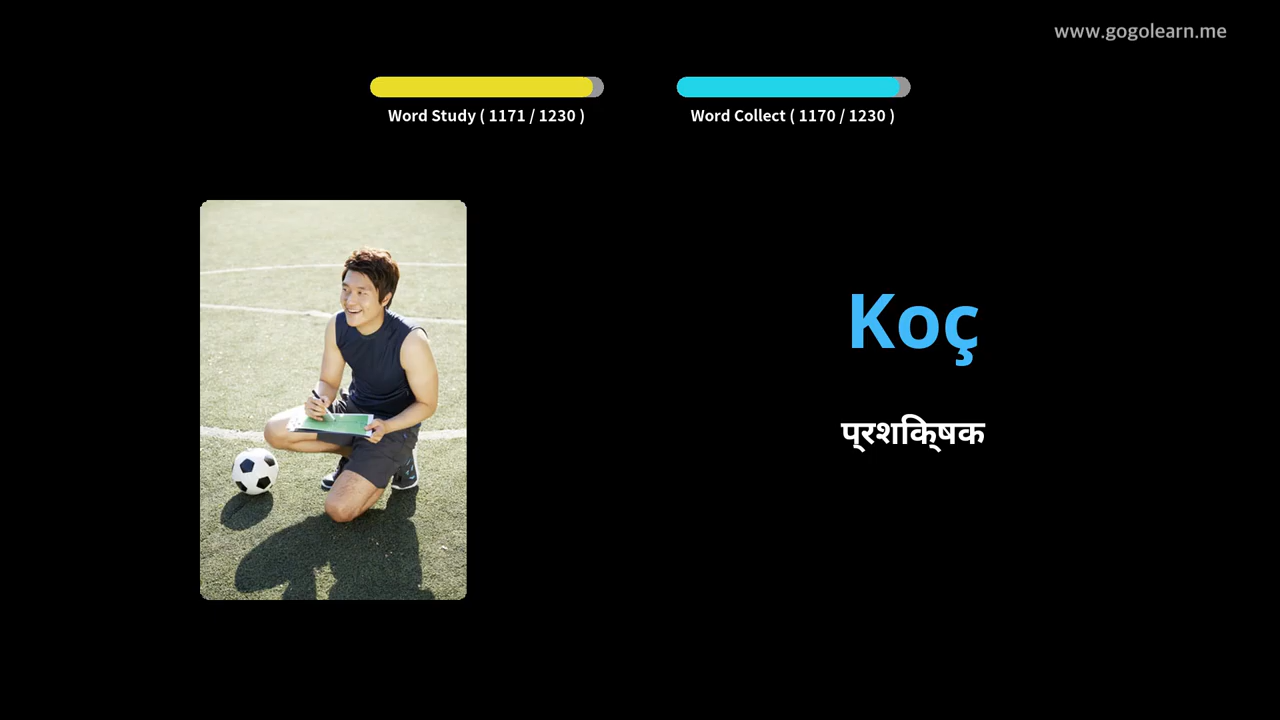 www.gogolearn.me
Word Study ( 1171 / 1230 )
Word Collect ( 1170 / 1230 )
Koç
प्रशिक्षक